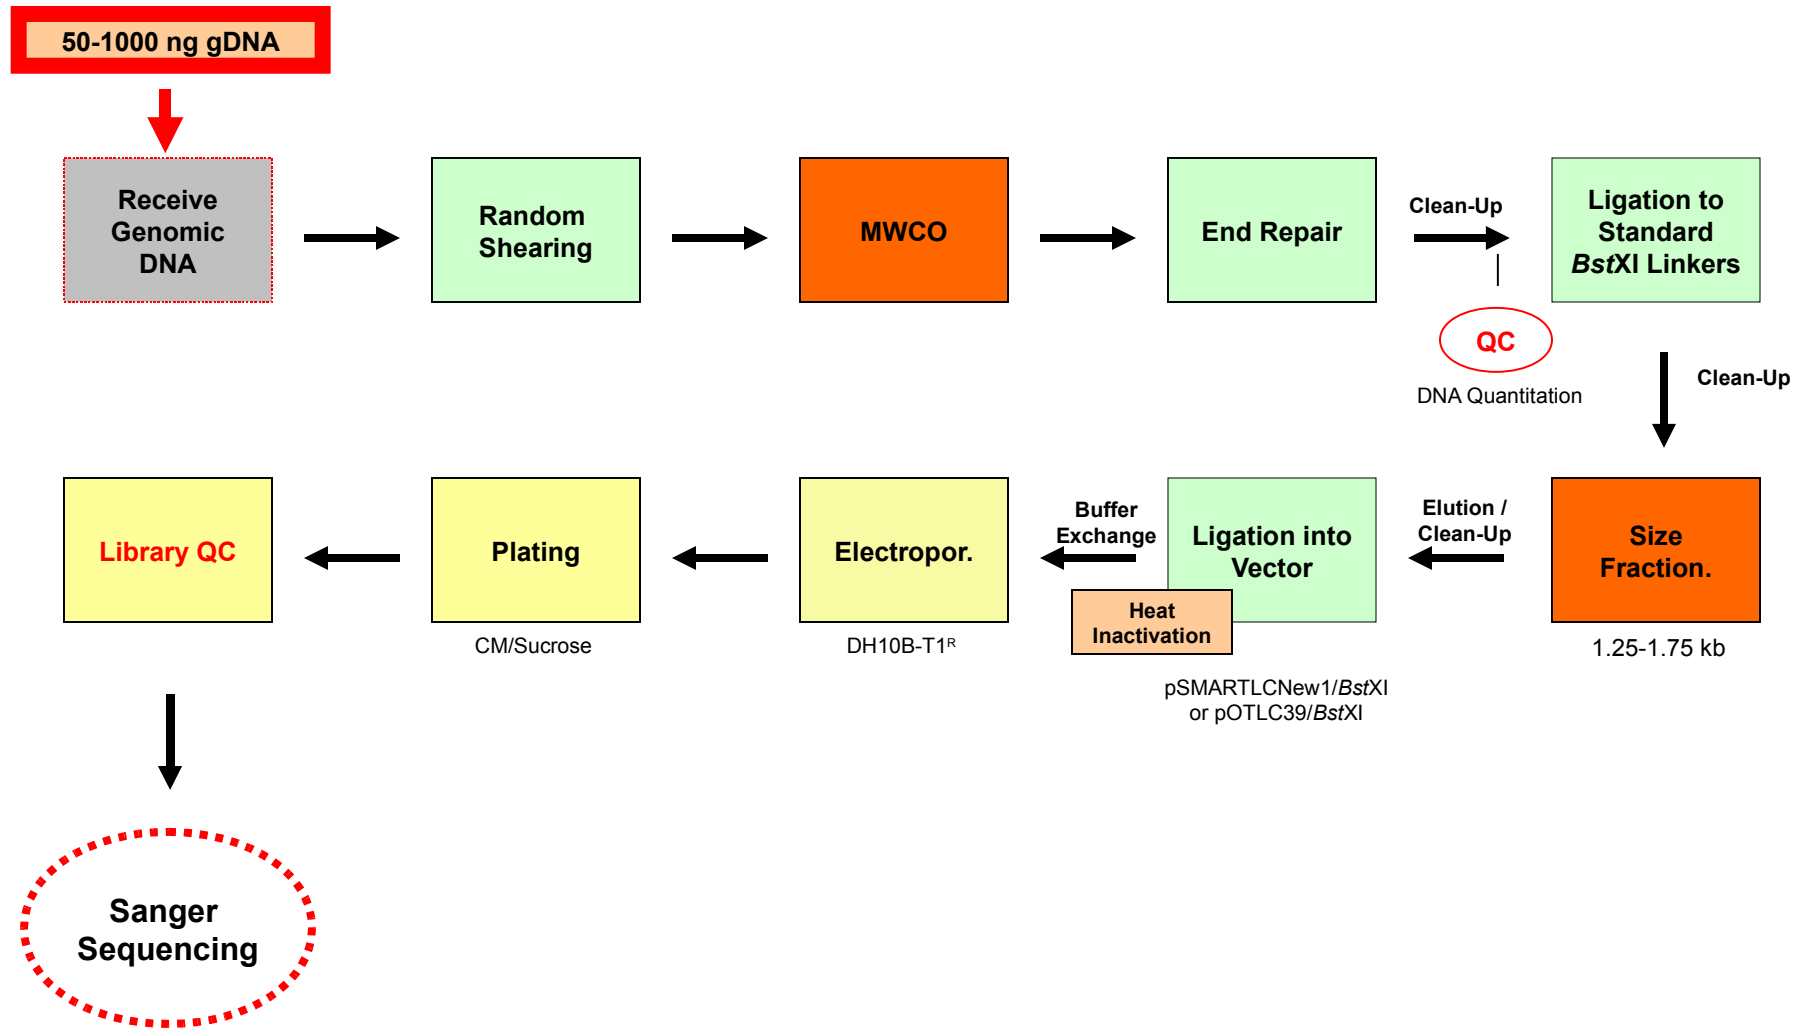 50-1000 ng gDNA
Receive
Genomic
DNA
Random
Shearing
MWCO
End Repair
Clean-Up
QC
DNA Quantitation
Ligation to
Standard
BstXI Linkers
Clean-Up
Size
Fraction.
1.25-1.75 kb
Elution /
Clean-Up
Ligation into
Vector
Heat
Inactivation
pSMARTLCNew1/BstXI
or pOTLC39/BstXI
Buffer
Exchange
Electropor.
DH10B-T1ᴿ
Plating
CM/Sucrose
Library QC
Sanger
Sequencing